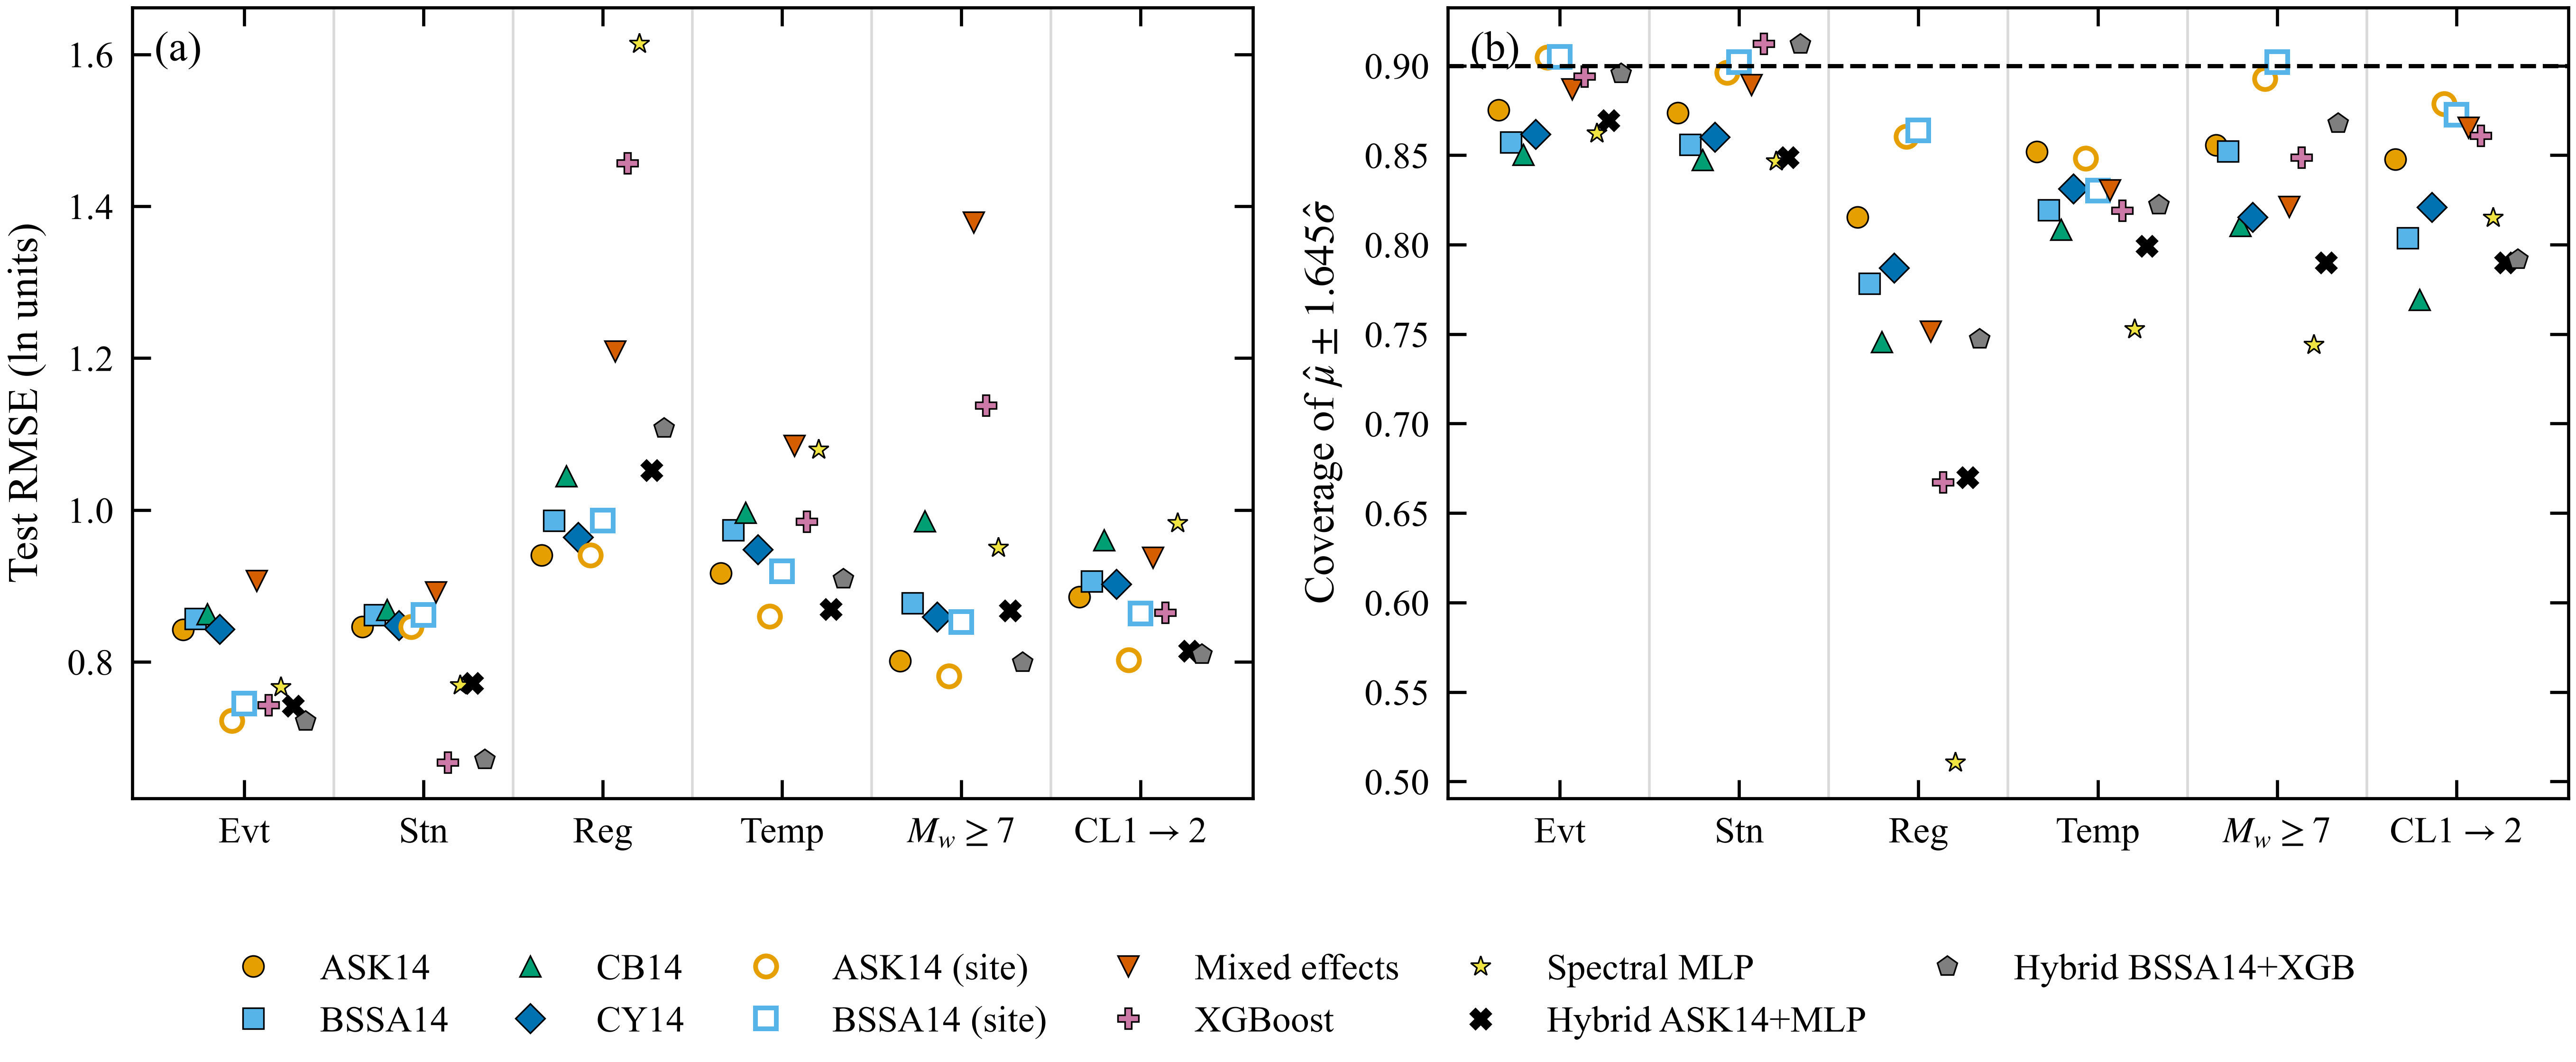 (a)
Test RMSE (ln units)
1.6
1.4
1.2
1.0
0.8
Evt Stn Reg Temp M_w ≥ 7 CL1 → 2
(b)
Coverage of μ̂ ± 1.645σ̂
0.90
0.85
0.80
0.75
0.70
0.65
0.60
0.55
0.50
Evt Stn Reg Temp M_w ≥ 7 CL1 → 2
ASK14 CB14 ASK14 (site) Mixed effects Spectral MLP Hybrid BSSA14+XGB
BSSA14 CY14 BSSA14 (site) XGBoost Hybrid ASK14+MLP